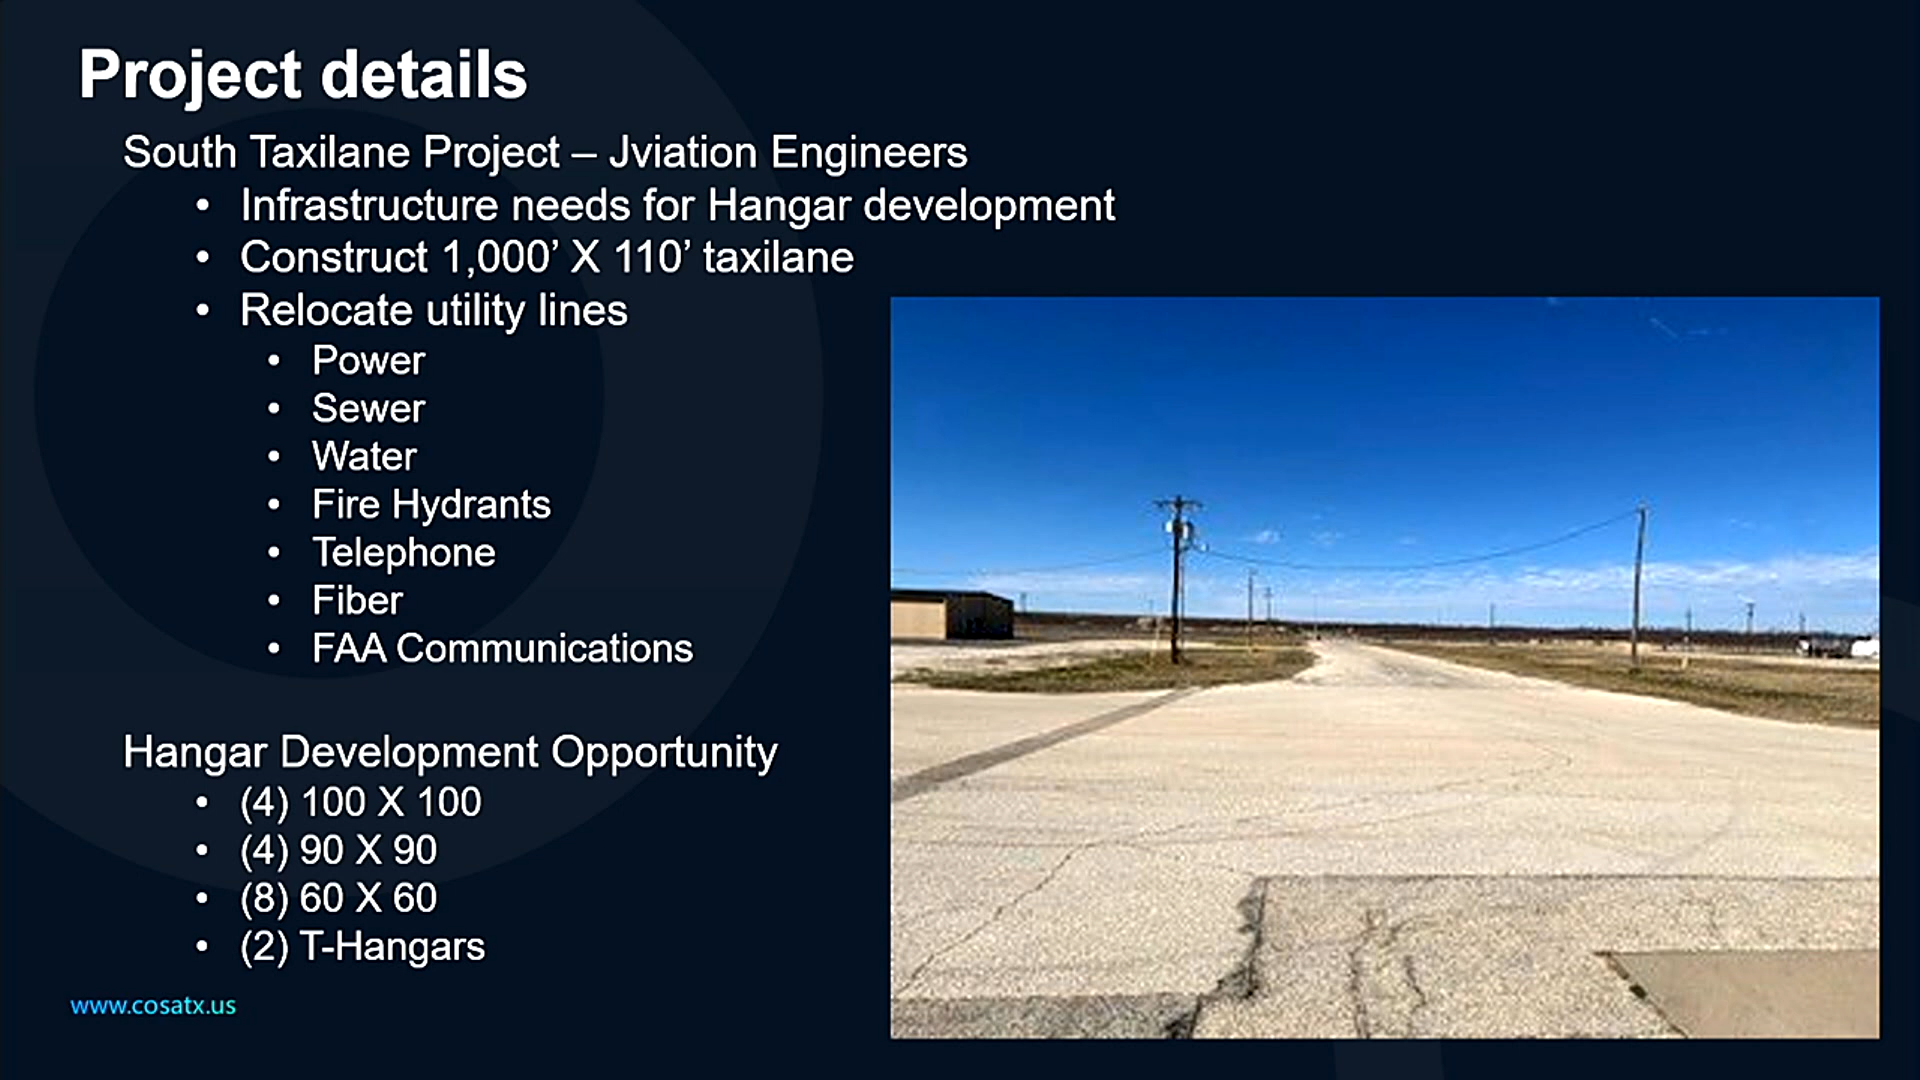 Project details
South Taxilane Project – Jviation Engineers
• Infrastructure needs for Hangar development
• Construct 1,000’ X 110’ taxilane
• Relocate utility lines
• Power
• Sewer
• Water
• Fire Hydrants
• Telephone
• Fiber
• FAA Communications
Hangar Development Opportunity
• (4) 100 X 100
• (4) 90 X 90
• (8) 60 X 60
• (2) T-Hangars
www.cosatx.us